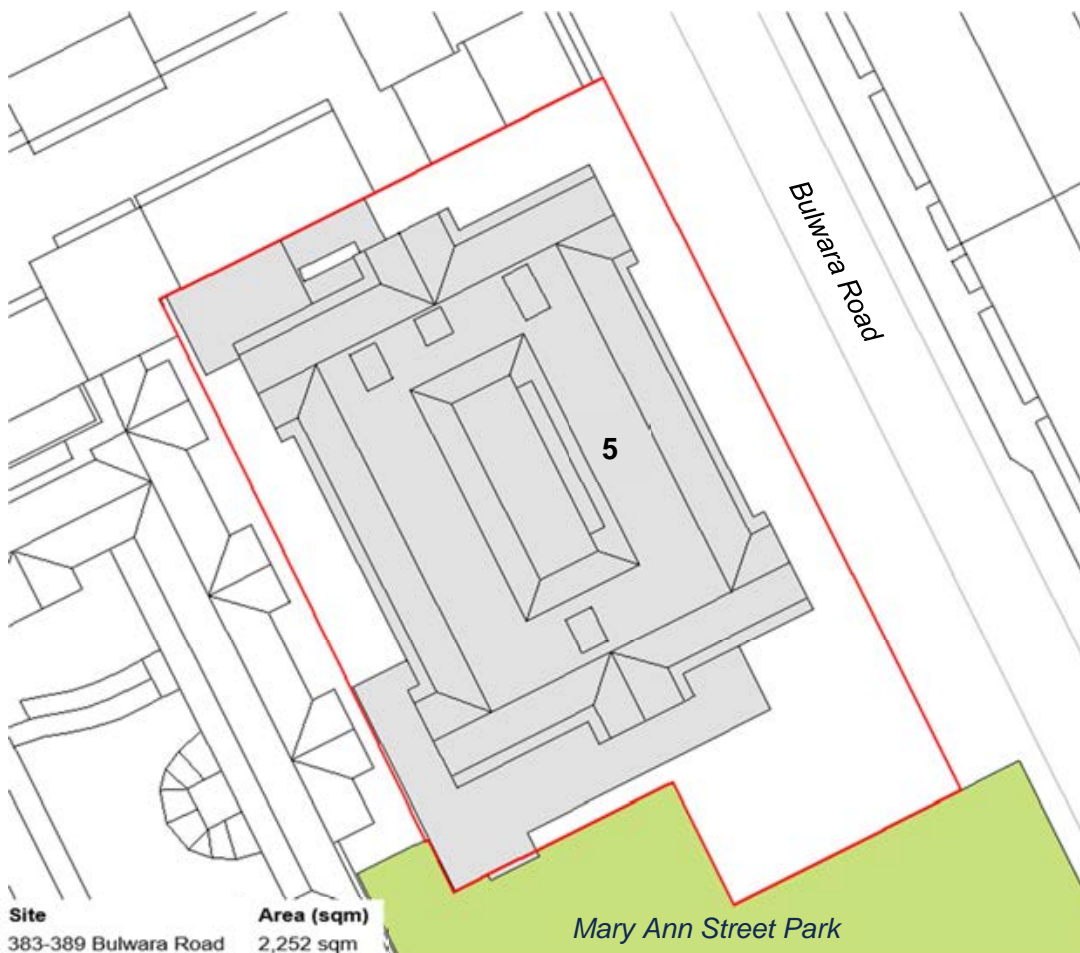 Bulwara Road
5
Mary Ann Street Park
Site Area (sqm)
383-389 Bulwara Road 2,252 sqm